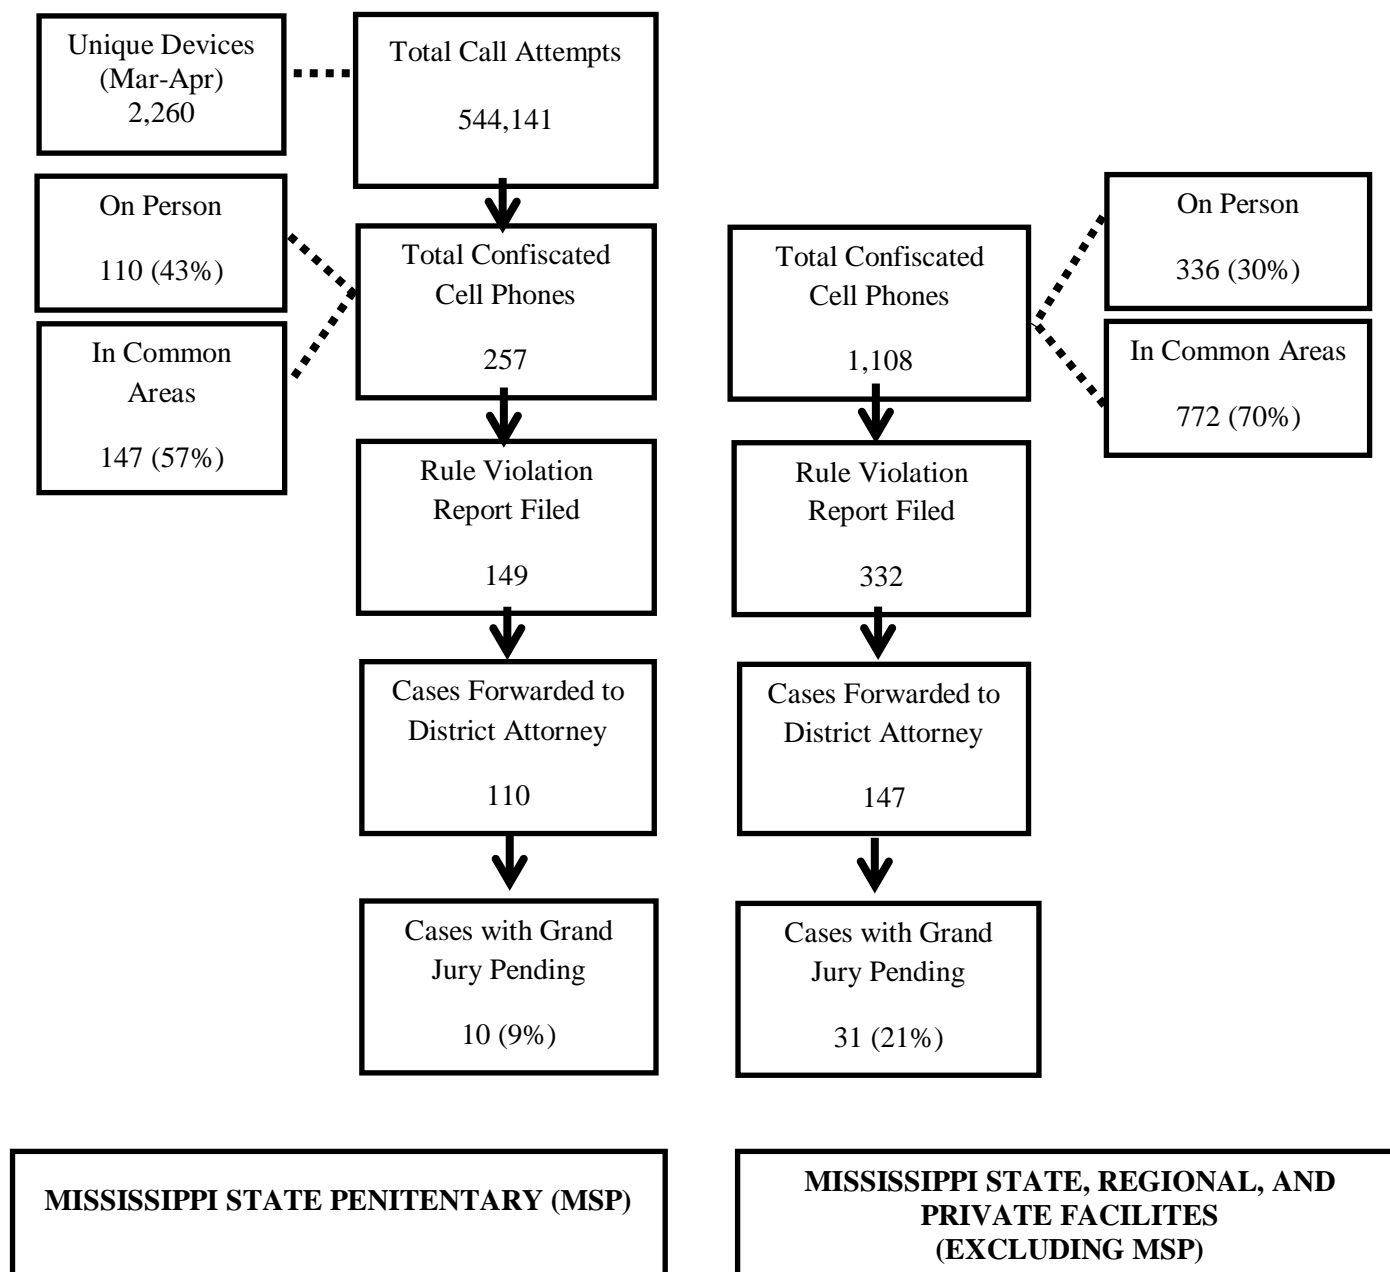 Unique Devices
(Mar-Apr)
2,260
Total Call Attempts
544,141
On Person
110 (43%)
In Common
Areas
147 (57%)
Total Confiscated
Cell Phones
257
Rule Violation
Report Filed
149
Cases Forwarded to
District Attorney
110
Cases with Grand
Jury Pending
10 (9%)
Total Confiscated
Cell Phones
1,108
On Person
336 (30%)
In Common Areas
772 (70%)
Rule Violation
Report Filed
332
Cases Forwarded to
District Attorney
147
Cases with Grand
Jury Pending
31 (21%)
MISSISSIPPI STATE PENITENTARY (MSP)
MISSISSIPPI STATE, REGIONAL, AND
PRIVATE FACILITES
(EXCLUDING MSP)